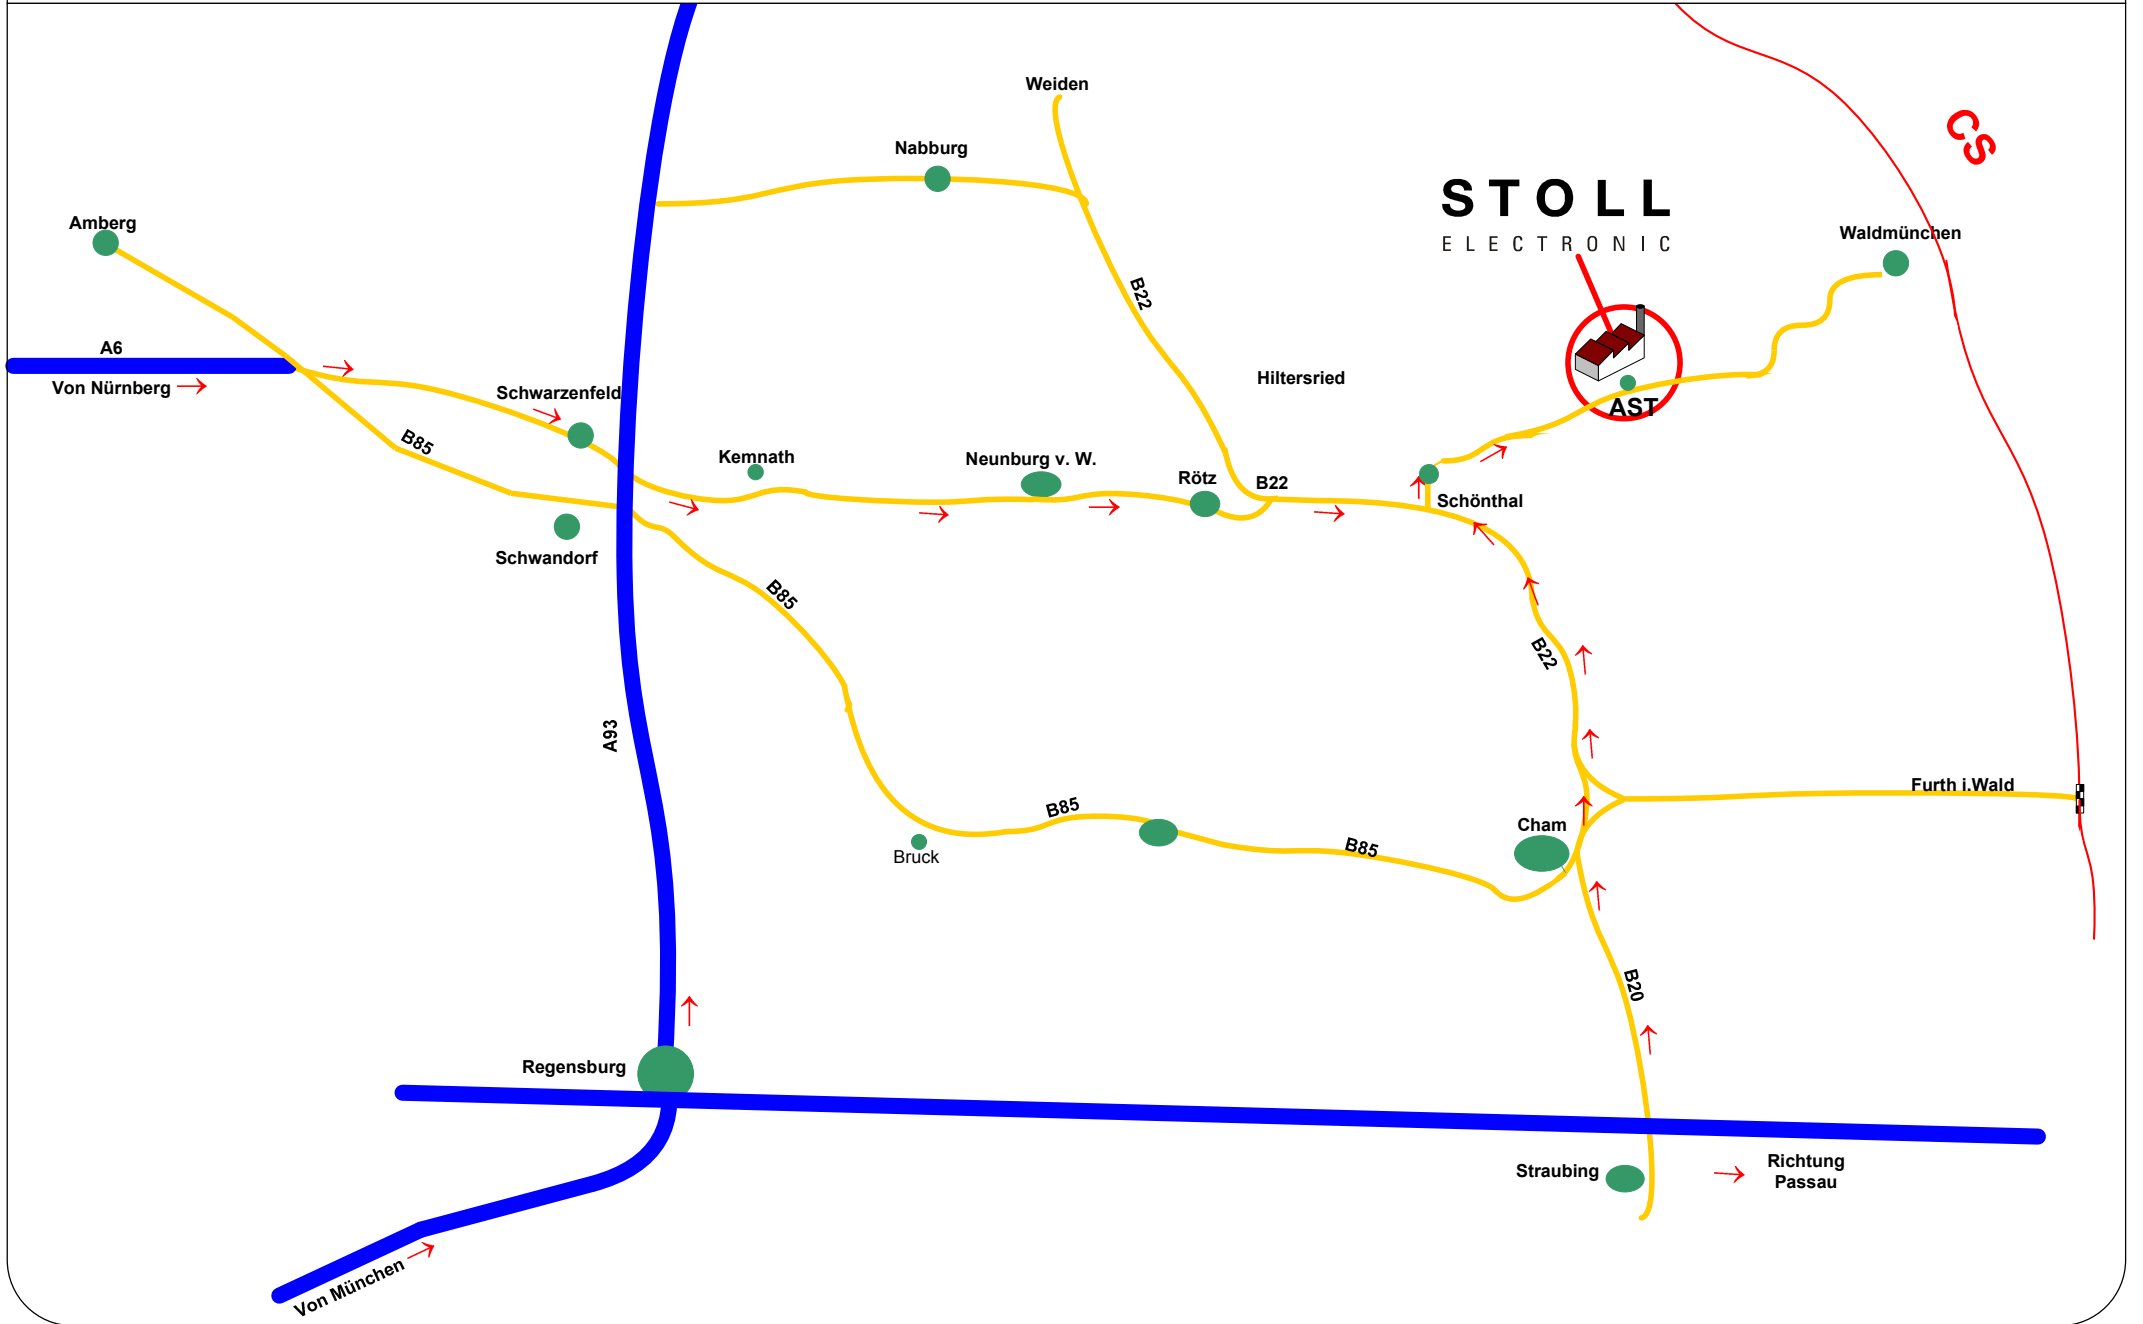 Weiden
CS
Nabburg
STOLL
ELECTRONIC
Amberg
Waldmünchen
B22
A6
Von Nürnberg
Hiltersried
Schwarzenfeld
AST
B85
Kemnath
Neunburg v. W.
Rötz
B22
Schönthal
Schwandorf
B85
B22
A93
Furth i.Wald
B85
Cham
B85
Bruck
B20
Regensburg
Straubing
Richtung
Passau
Von München